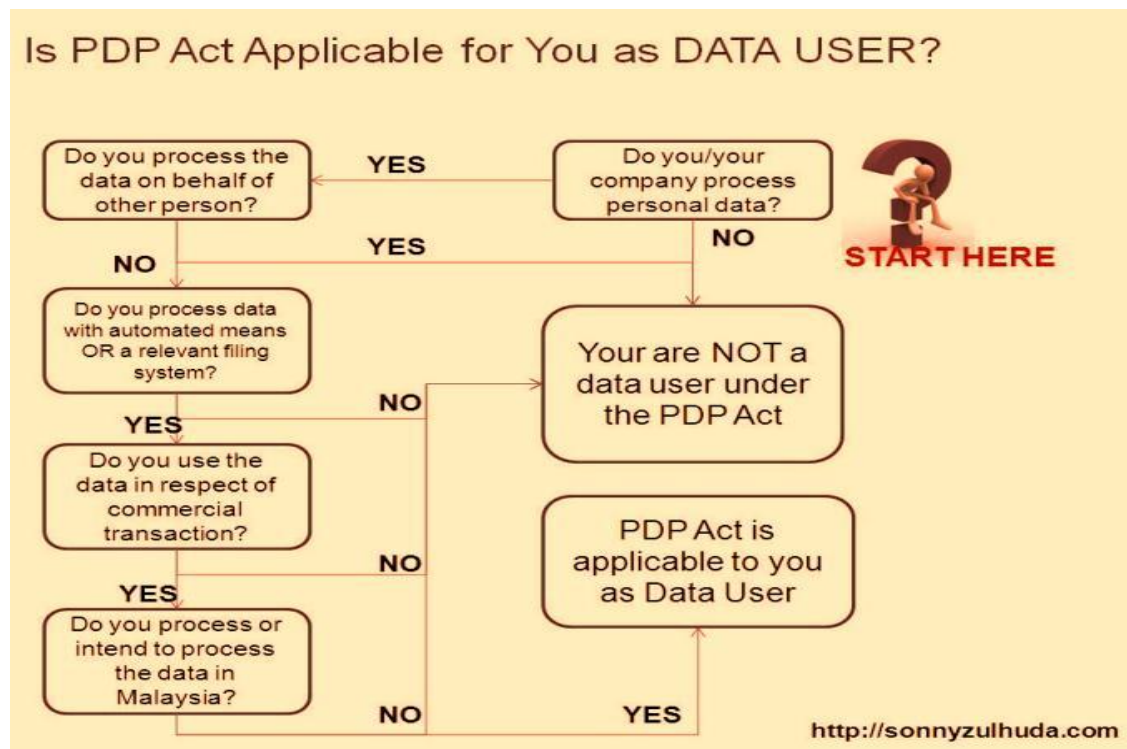 Is PDP Act Applicable for You as DATA USER?
Do you process the
data on behalf of
other person?
YES
Do you/your
company process
personal data?
START HERE
NO
YES
NO
Do you process data
with automated means
OR a relevant filing
system?
Your are NOT a
data user under
the PDP Act
YES
NO
Do you use the
data in respect of
commercial
transaction?
PDP Act is
applicable to you
as Data User
YES
NO
Do you process or
intend to process
the data in
Malaysia?
NO
YES
http://sonnyzulhuda.com